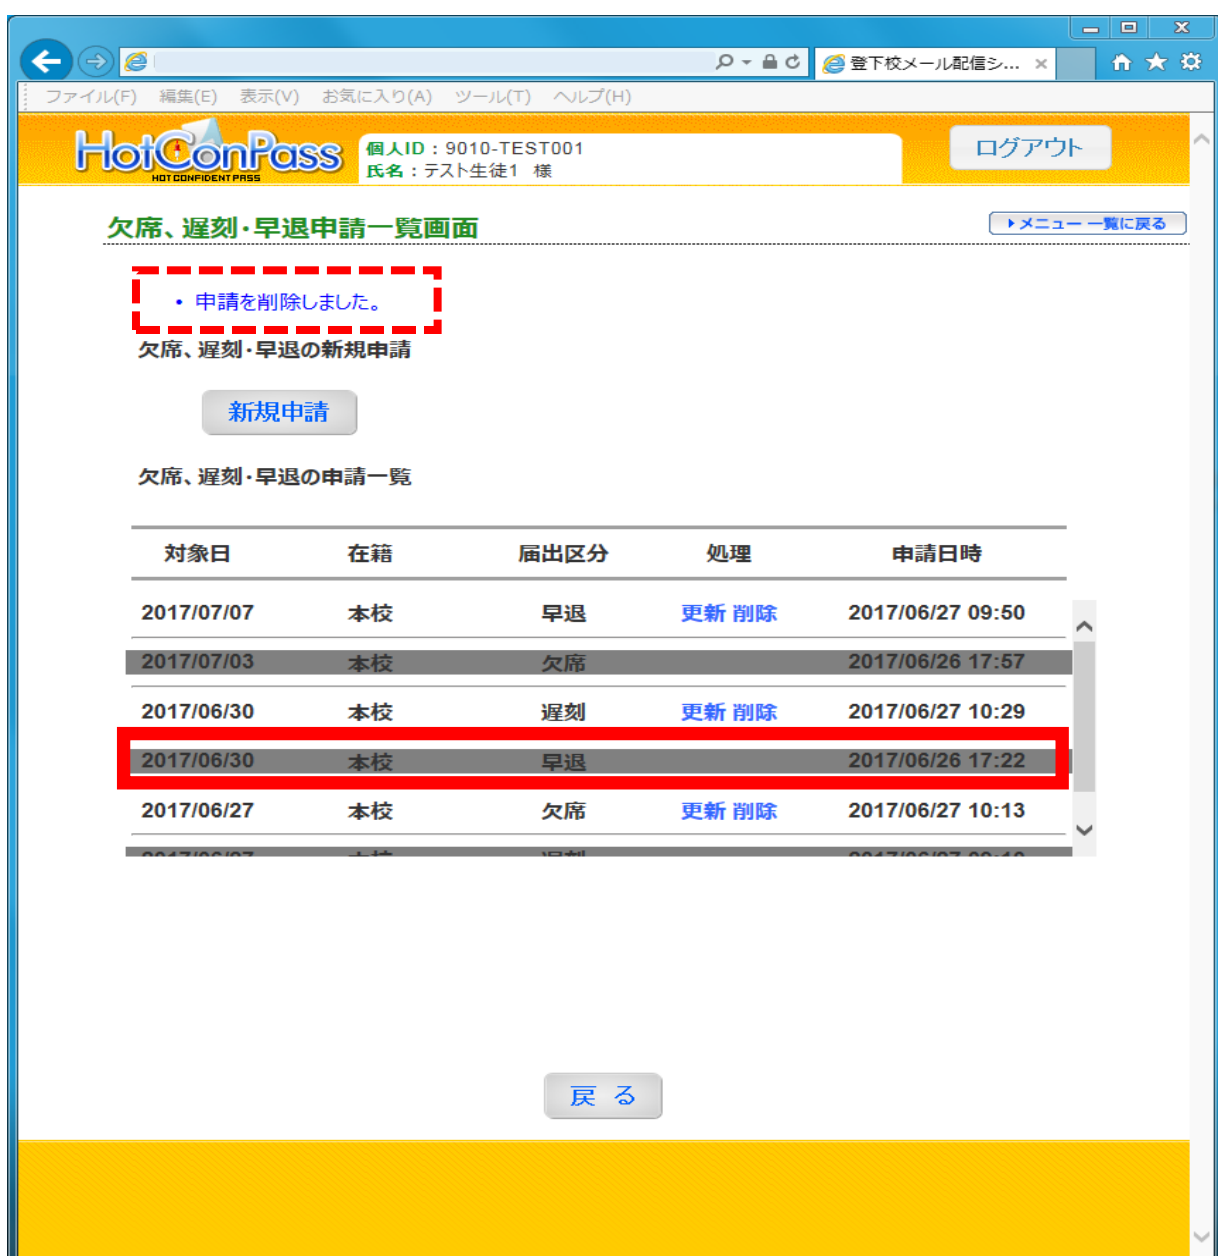 登下校メール配信シ...
ファイル(F) 編集(E) 表示(V) お気に入り(A) ツール(T) ヘルプ(H)
HotConPass
HOT CONFIDENT PASS
個人ID：9010-TEST001
氏名：テスト生徒1 様
ログアウト
欠席、遅刻・早退申請一覧画面
メニュー一覧に戻る
• 申請を削除しました。
欠席、遅刻・早退の新規申請
新規申請
欠席、遅刻・早退の申請一覧
対象日 在籍 届出区分 処理 申請日時
2017/07/07 本校 早退 更新 削除 2017/06/27 09:50
2017/07/03 本校 欠席 2017/06/26 17:57
2017/06/30 本校 遅刻 更新 削除 2017/06/27 10:29
2017/06/30 本校 早退 2017/06/26 17:22
2017/06/27 本校 欠席 更新 削除 2017/06/27 10:13
戻る